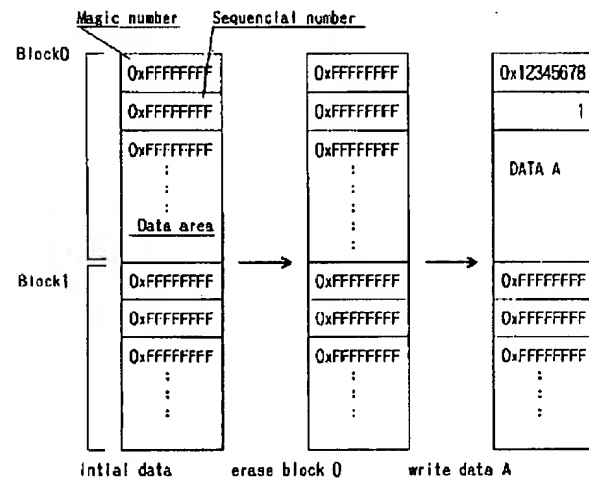 Magic number Sequencial number
Block0 0xFFFFFFFF 0xFFFFFFFF 0x12345678
0xFFFFFFFF 0xFFFFFFFF 1
0xFFFFFFFF 0xFFFFFFFF
DATA A
Data area
Block1 0xFFFFFFFF 0xFFFFFFFF 0xFFFFFFFF
0xFFFFFFFF 0xFFFFFFFF 0xFFFFFFFF
0xFFFFFFFF 0xFFFFFFFF 0xFFFFFFFF
intial data erase block 0 write data A